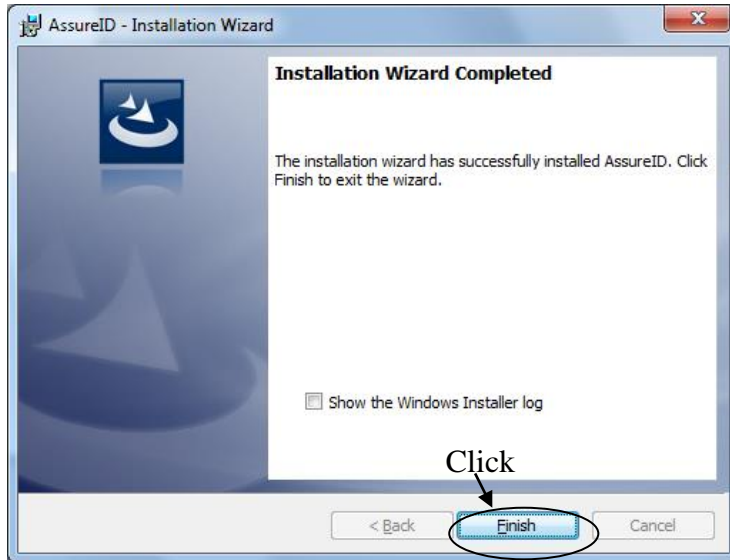 AssureID - Installation Wizard
Installation Wizard Completed
The installation wizard has successfully installed AssureID. Click
Finish to exit the wizard.
Show the Windows Installer log
Click
< Back
Finish
Cancel